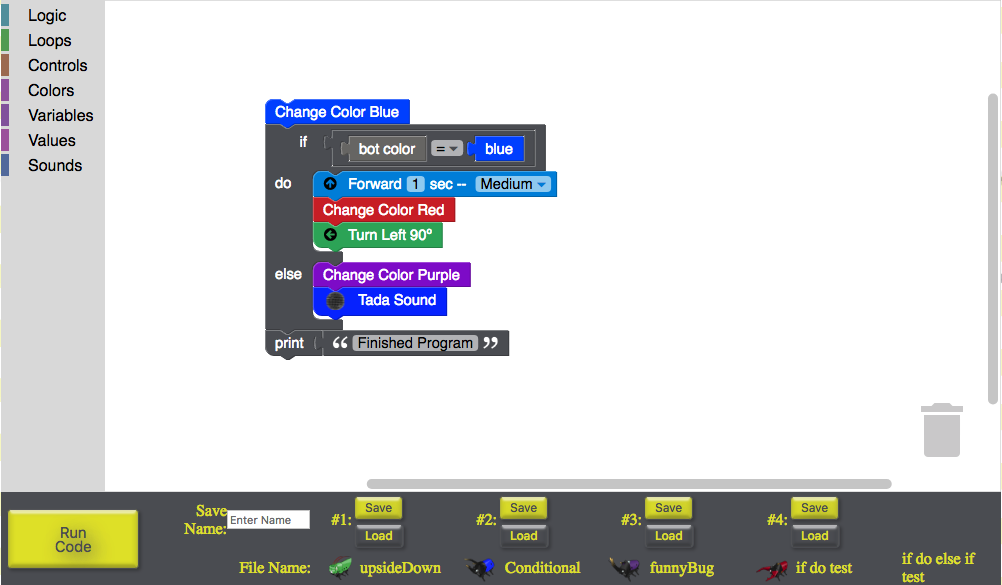 Logic
Loops
Controls
Colors
Variables
Values
Sounds
Change Color Blue
if bot color = blue
do Forward 1 sec -- Medium
Change Color Red
Turn Left 90º
else Change Color Purple
Tada Sound
print “ Finished Program ”
Run
Code
Save
Name: Enter Name
#1: Save
Load
#2: Save
Load
#3: Save
Load
#4: Save
Load
File Name: upsideDown Conditional funnyBug if do test
if do else if
test